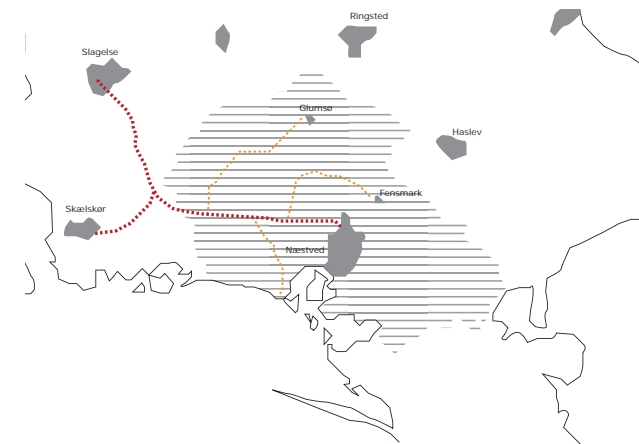 Ringsted
Slagelse
Glumsø
Haslev
Fensmark
Skælskør
Næstved